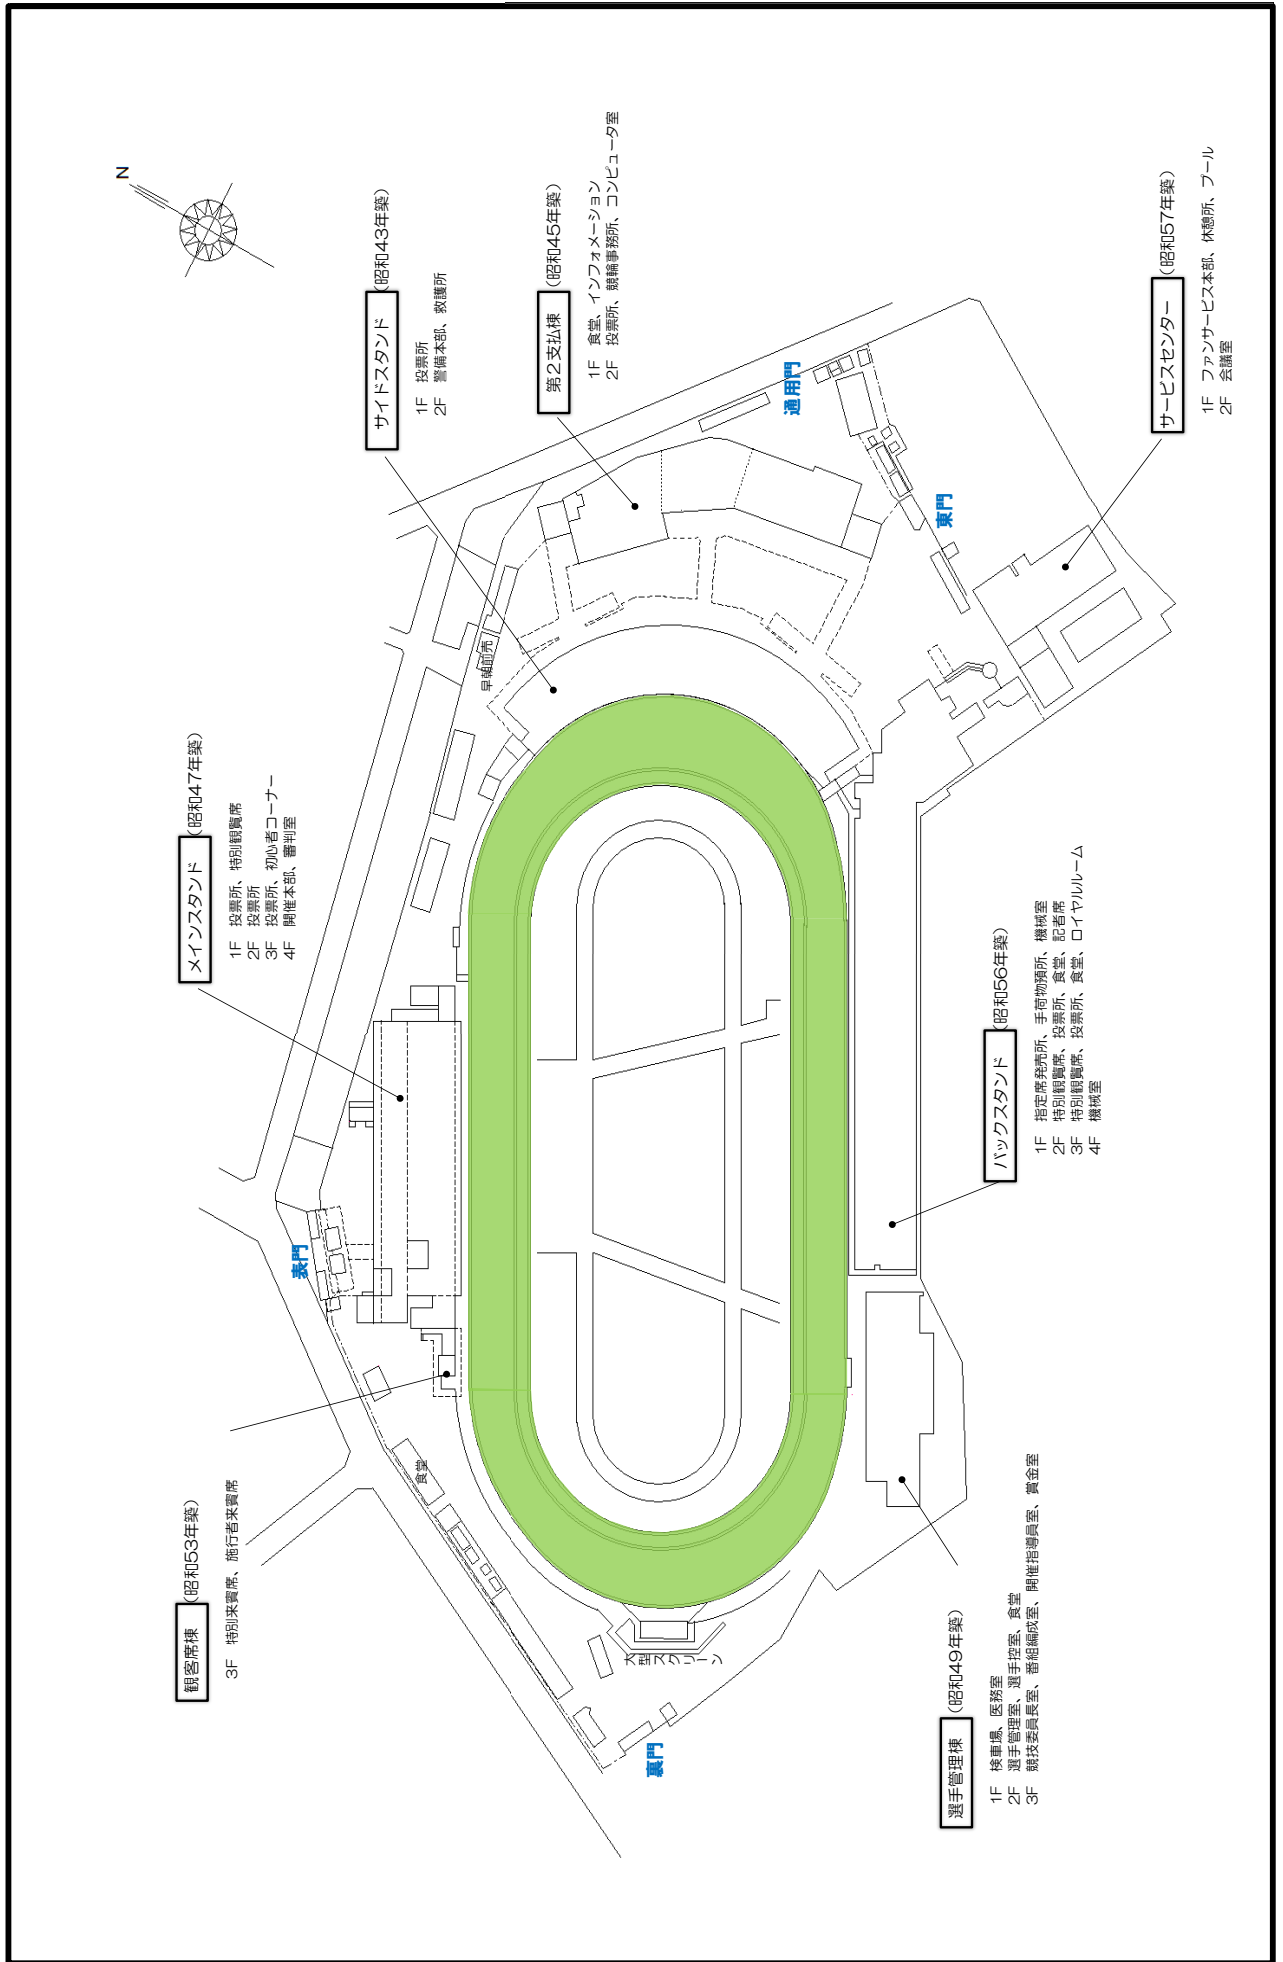 N
観客席棟
(昭和53年築)
3F 特別来賓席、施行者来賓席
メインスタンド
(昭和47年築)
1F 投票所、特別観覧席
2F 投票所
3F 投票所、初心者コーナー
4F 開催本部、審判室
サイドスタンド
(昭和43年築)
1F 投票所
2F 警備本部、救護所
第2支払棟
(昭和45年築)
1F 食堂、インフォメーション
2F 投票所、競輪事務所、コンピュータ室
表門
食堂
早朝前売
通用門
東門
裏門
大型スクリーン
選手管理棟
(昭和49年築)
1F 検車場、医務室
2F 選手管理室、選手控室、食堂
3F 競技委員長室、番組編成室、開催指導員室、賞金室
バックスタンド
(昭和56年築)
1F 指定席発売所、手荷物預所、機械室
2F 特別観覧席、投票所、食堂、記者席
3F 特別観覧席、投票所、食堂、ロイヤルルーム
4F 機械室
サービスセンター
(昭和57年築)
1F ファンサービス本部、休憩所、プール
2F 会議室